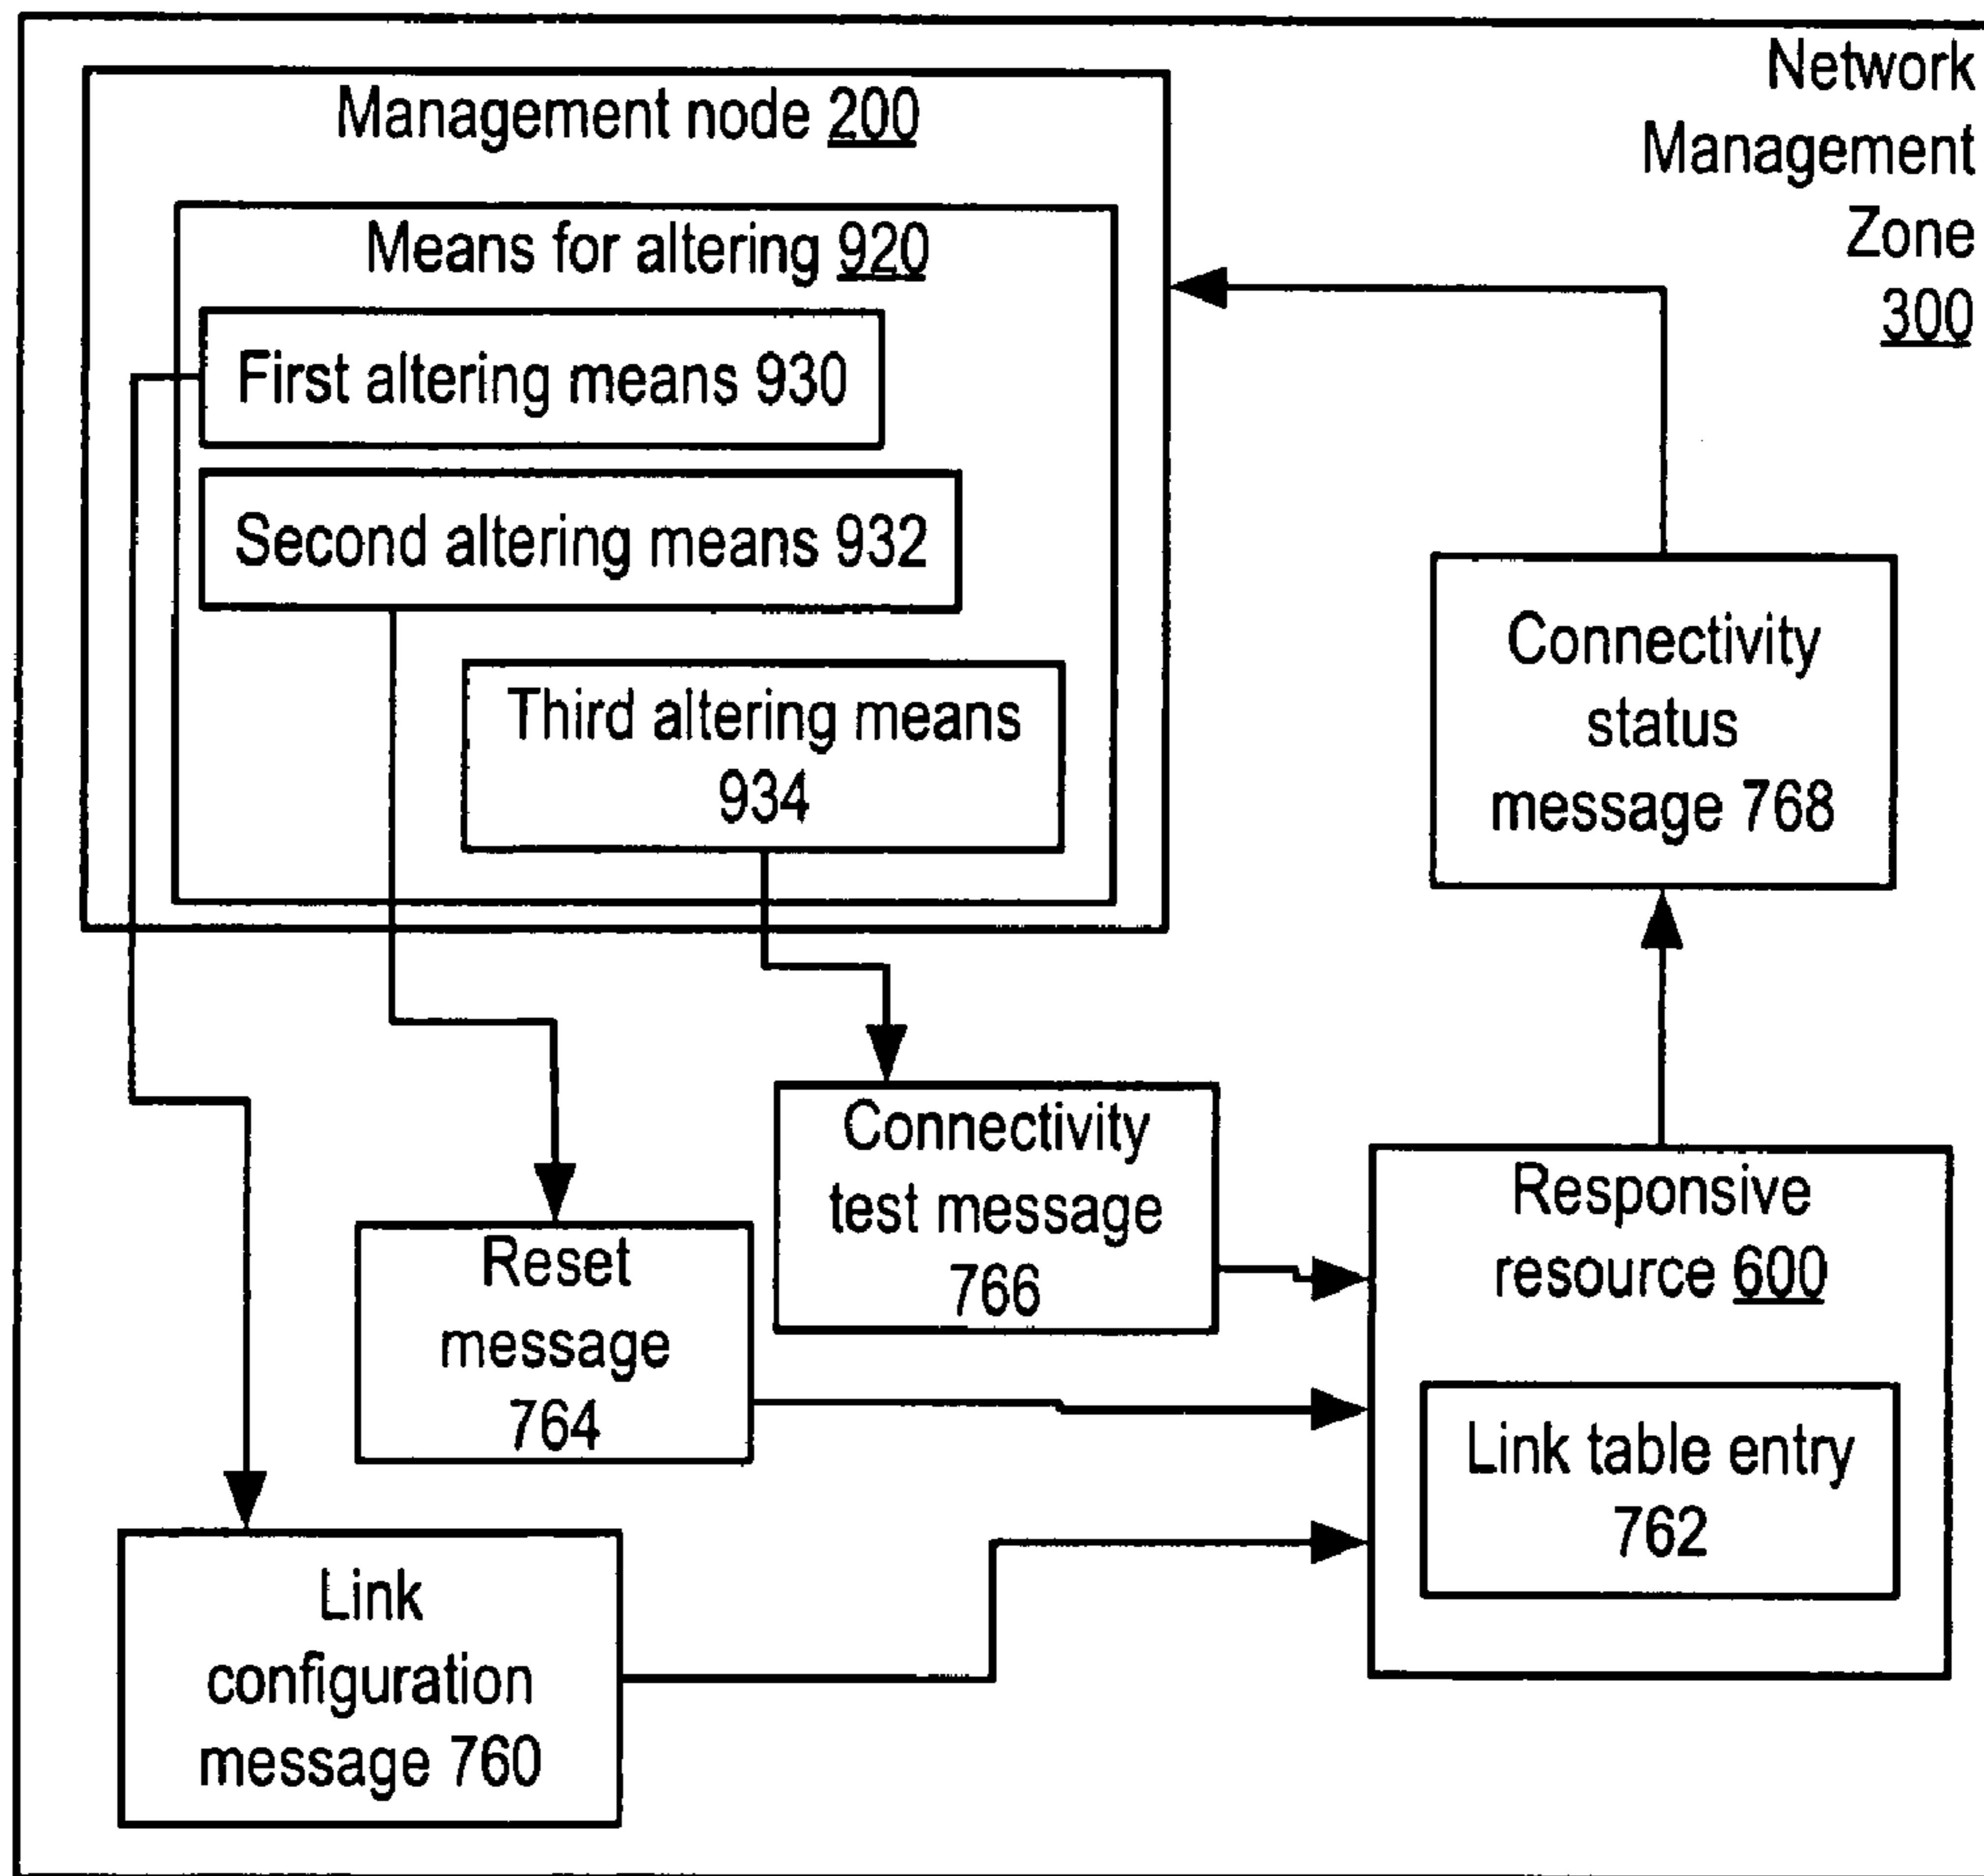 Network
Management
Zone
300
Management node 200
Means for altering 920
First altering means 930
Second altering means 932
Third altering means
934
Connectivity
status
message 768
Connectivity
test message
766
Reset
message
764
Responsive
resource 600
Link table entry
762
Link
configuration
message 760